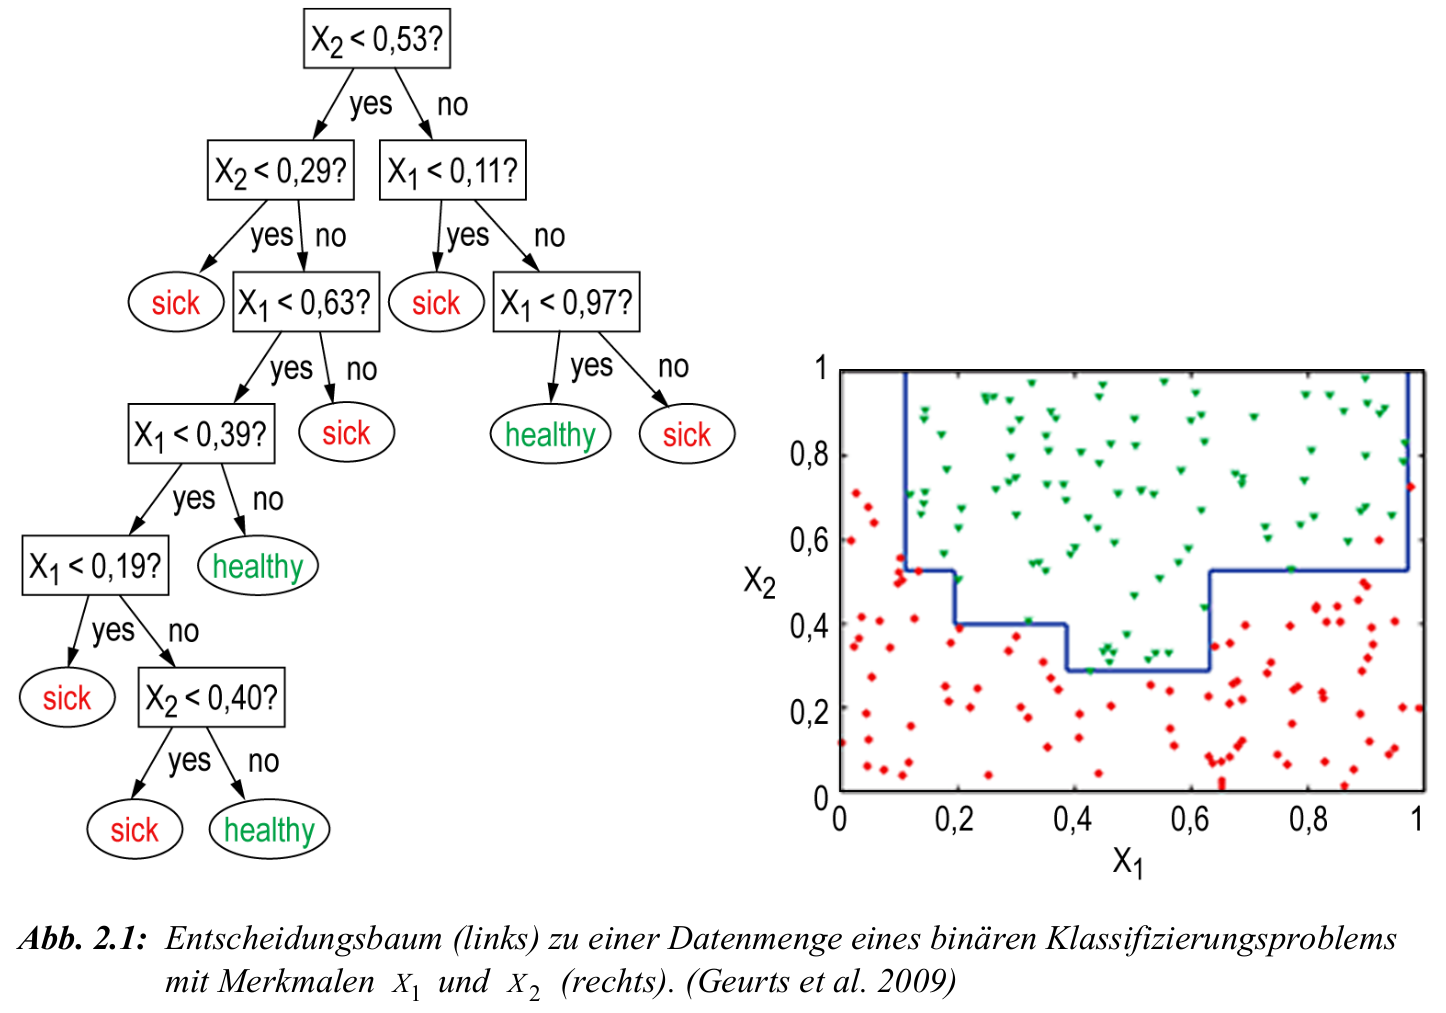 X2 < 0,53?
yes no
X2 < 0,29? X1 < 0,11?
yes no yes no
sick X1 < 0,63? sick X1 < 0,97?
yes no yes no
X1 < 0,39? sick healthy sick
yes no
X1 < 0,19? healthy
yes no
sick X2 < 0,40?
yes no
sick healthy
1
0,8
0,6
X2
0,4
0,2
0
0 0,2 0,4 0,6 0,8 1
X1
Abb. 2.1: Entscheidungsbaum (links) zu einer Datenmenge eines binären Klassifizierungsproblems
mit Merkmalen X1 und X2 (rechts). (Geurts et al. 2009)